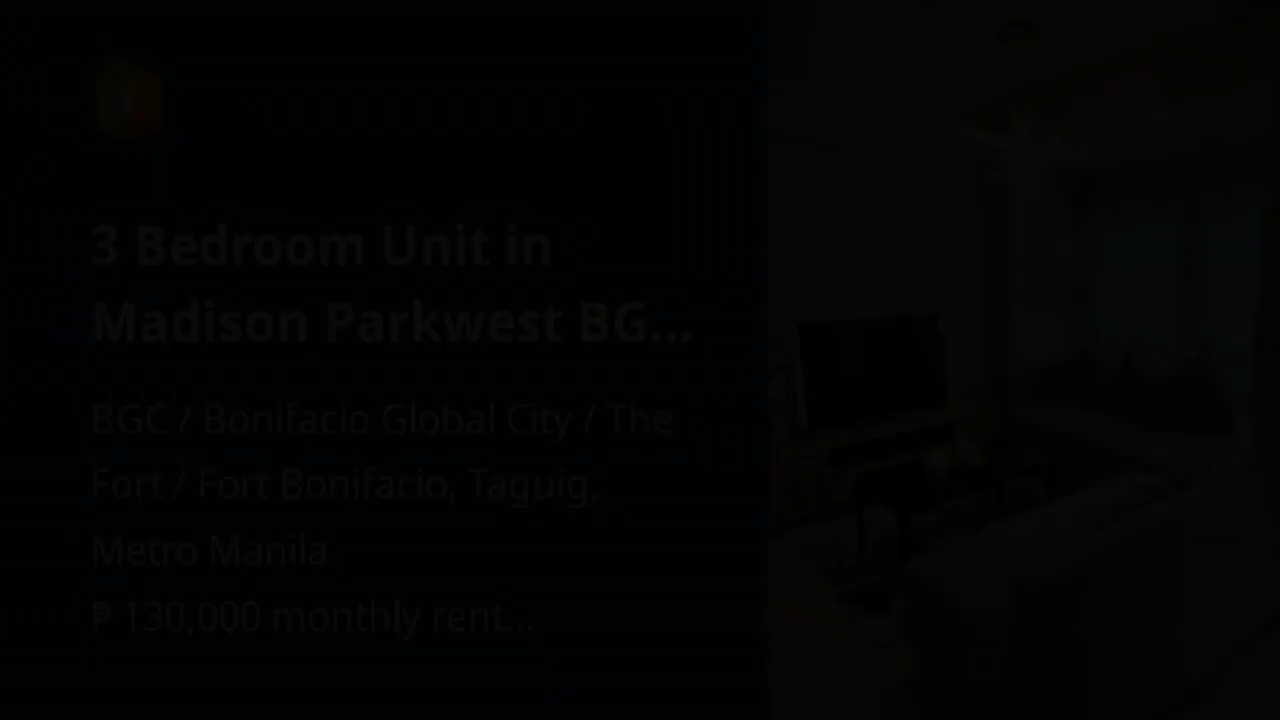 3 Bedroom Unit in
Madison Parkwest BG...
BGC / Bonifacio Global City / The
Fort / Fort Bonifacio, Taguig,
Metro Manila
₱ 130,000 monthly rent...